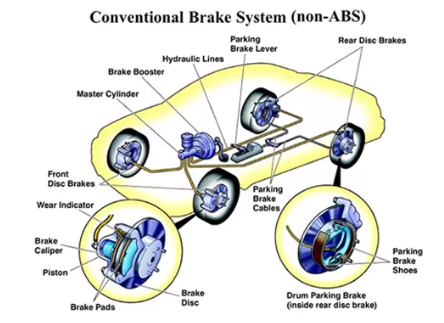 Conventional Brake System (non-ABS)
Parking
Brake Lever
Rear Disc Brakes
Hydraulic Lines
Brake Booster
Master Cylinder
Front
Disc Brakes
Parking
Brake
Cables
Wear Indicator
Brake
Caliper
Piston
Brake Pads
Brake
Disc
Parking
Brake
Shoes
Drum Parking Brake
(inside rear disc brake)